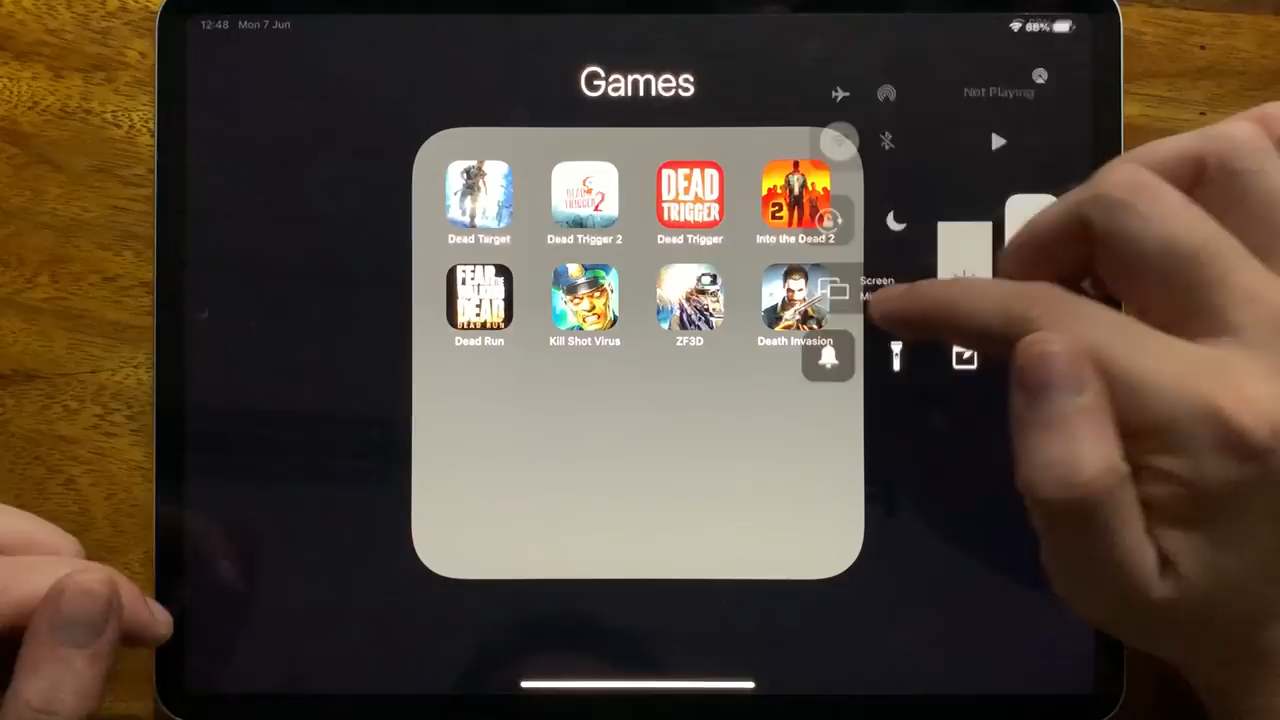 12:48 Mon 7 Jun
88%
Games
Not Playing
DEAD
TRIGGER 2
DEAD
TRIGGER
2
Dead Target
Dead Trigger 2
Dead Trigger
Into the Dead 2
Screen
FEAR
THE
WALKING
DEAD
DEAD RUN
Dead Run
Kill Shot Virus
ZF3D
Death Invasion